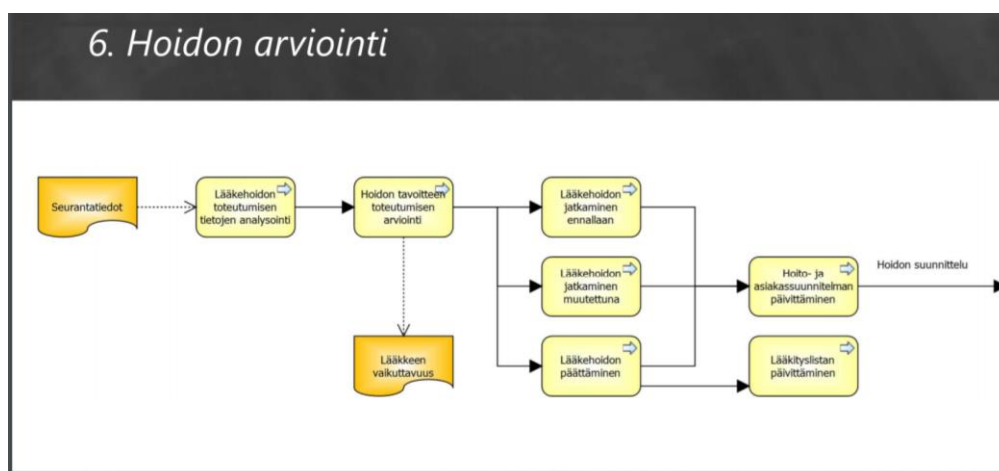 6. Hoidon arviointi
Seurantatiedot
Lääkehoidon
toteutumisen
tietojen analysointi
Hoidon tavoitteen
toteutumisen
arviointi
Lääkkeen
vaikuttavuus
Lääkehoidon
jatkaminen
ennallaan
Lääkehoidon
jatkaminen
muutettuna
Lääkehoidon
päättäminen
Hoito- ja
asiakassuunnitelman
päivittäminen
Lääkityslistan
päivittäminen
Hoidon suunnittelu